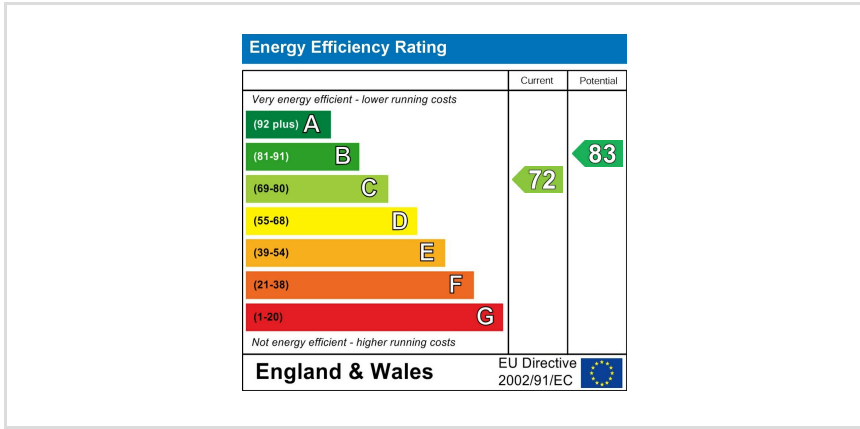 Energy Efficiency Rating
Current Potential
Very energy efficient - lower running costs
(92 plus) A
(81-91) B
83
(69-80) C
72
(55-68) D
(39-54) E
(21-38) F
(1-20) G
Not energy efficient - higher running costs
England & Wales
EU Directive
2002/91/EC